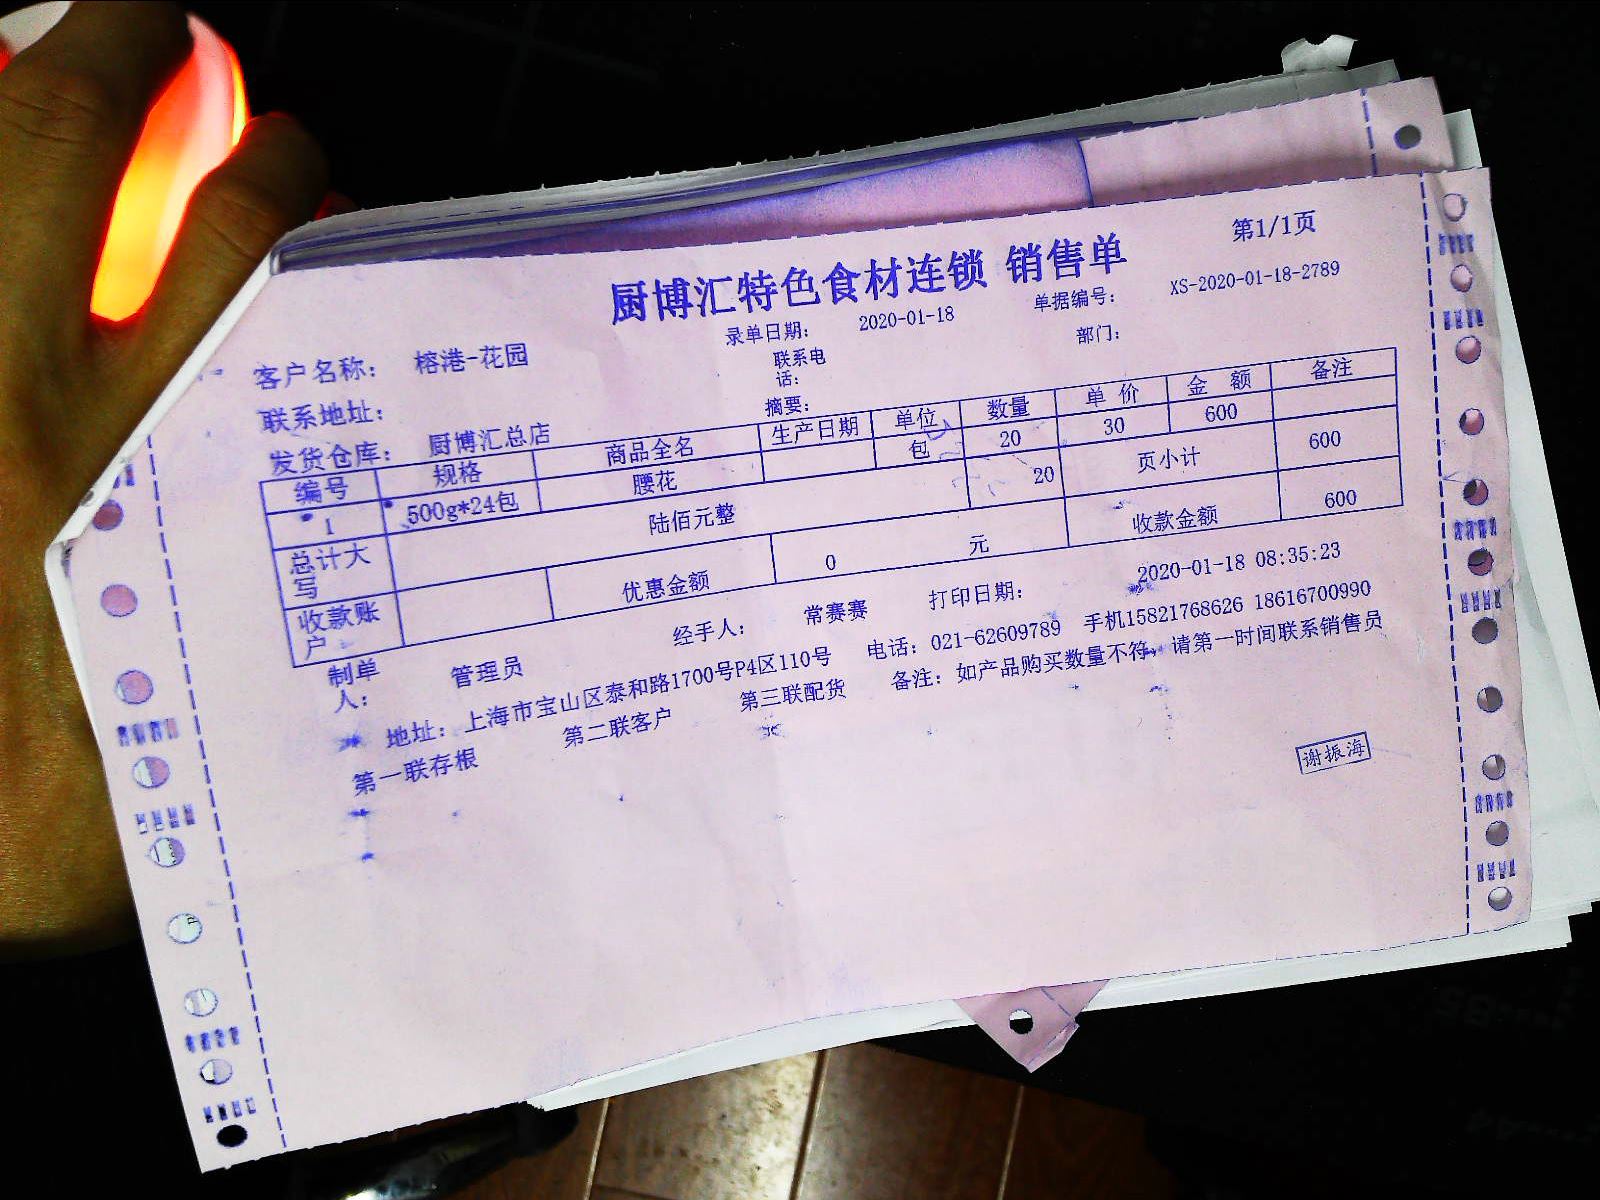 第1/1页
厨博汇特色食材连锁 销售单
录单日期： 2020-01-18 单据编号： XS-2020-01-18-2789
客户名称： 榕港-花园 联系电话： 部门：
联系地址： 摘要：
发货仓库： 厨博汇总店
编号 规格 商品全名 生产日期 单位 数量 单价 金额 备注
1 500g*24包 腰花 包 20 30 600
总计大写 陆佰元整 20 页小计 600
收款账户 优惠金额 0 元 收款金额 600
制单人： 管理员 经手人： 常赛赛 打印日期： 2020-01-18 08:35:23
地址：上海市宝山区泰和路1700号P4区110号 电话：021-62609789 手机15821768626 18616700990
第一联存根 第二联客户 第三联配货 备注：如产品购买数量不符，请第一时间联系销售员
谢振海